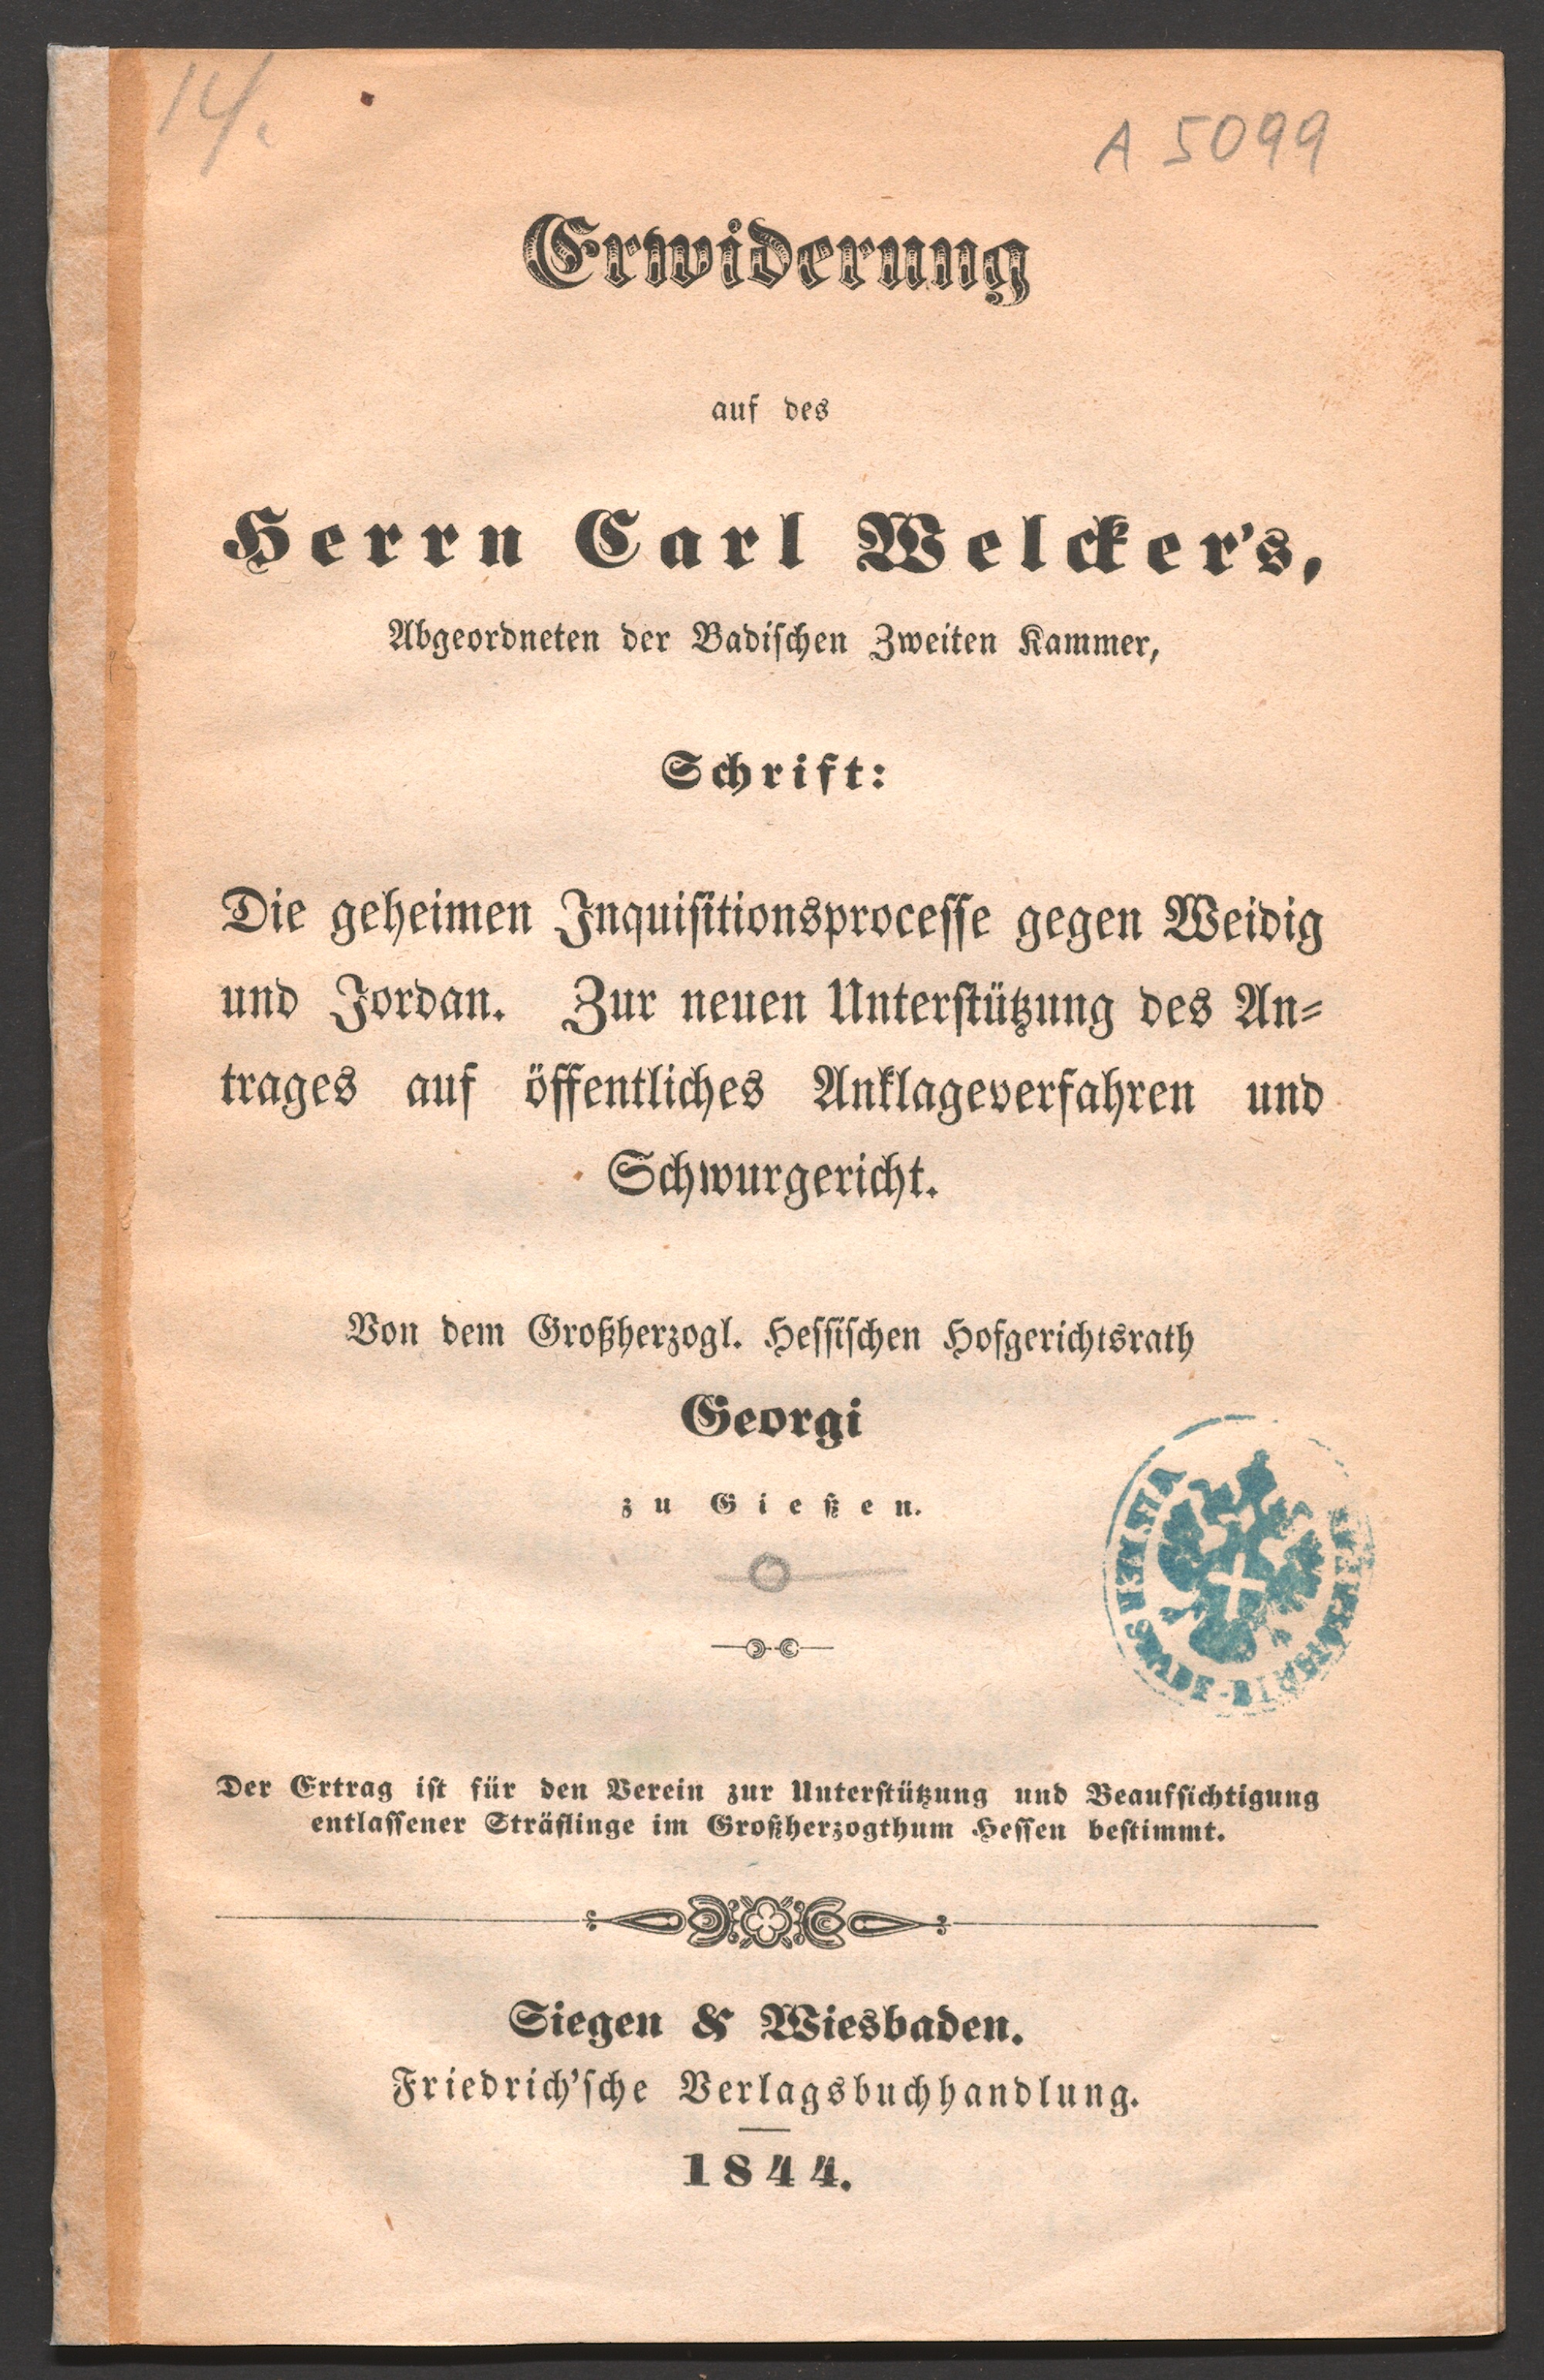 14.
A 5099
Erwiderung
auf des
Herrn Carl Welcker's,
Abgeordneten der Badischen Zweiten Kammer,
Schrift:
Die geheimen Inquisitionsprocesse gegen Weidig
und Jordan. Zur neuen Unterstützung des An-
trages auf öffentliches Anklageverfahren und
Schwurgericht.
Von dem Großherzogl. Hessischen Hofgerichtsrath
Georgi
zu Gießen.
Der Ertrag ist für den Verein zur Unterstützung und Beaufsichtigung
entlassener Sträflinge im Großherzogthum Hessen bestimmt.
Siegen & Wiesbaden.
Friedrich'sche Verlagsbuchhandlung.
1844.